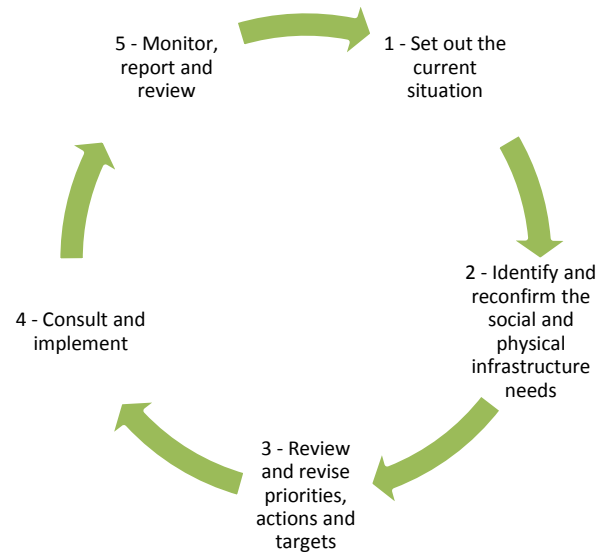 1 - Set out the
current
situation
2 - Identify and
reconfirm the
social and
physical
infrastructure
needs
3 - Review
and revise
priorities,
actions and
targets
4 - Consult and
implement
5 - Monitor,
report and
review